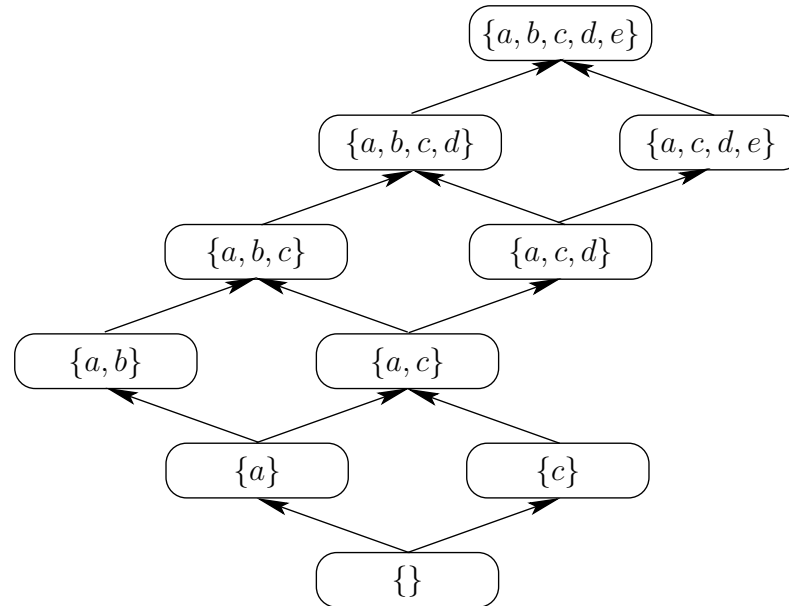 {a, b, c, d, e}
{a, b, c, d}
{a, c, d, e}
{a, b, c}
{a, c, d}
{a, b}
{a, c}
{a}
{c}
{}